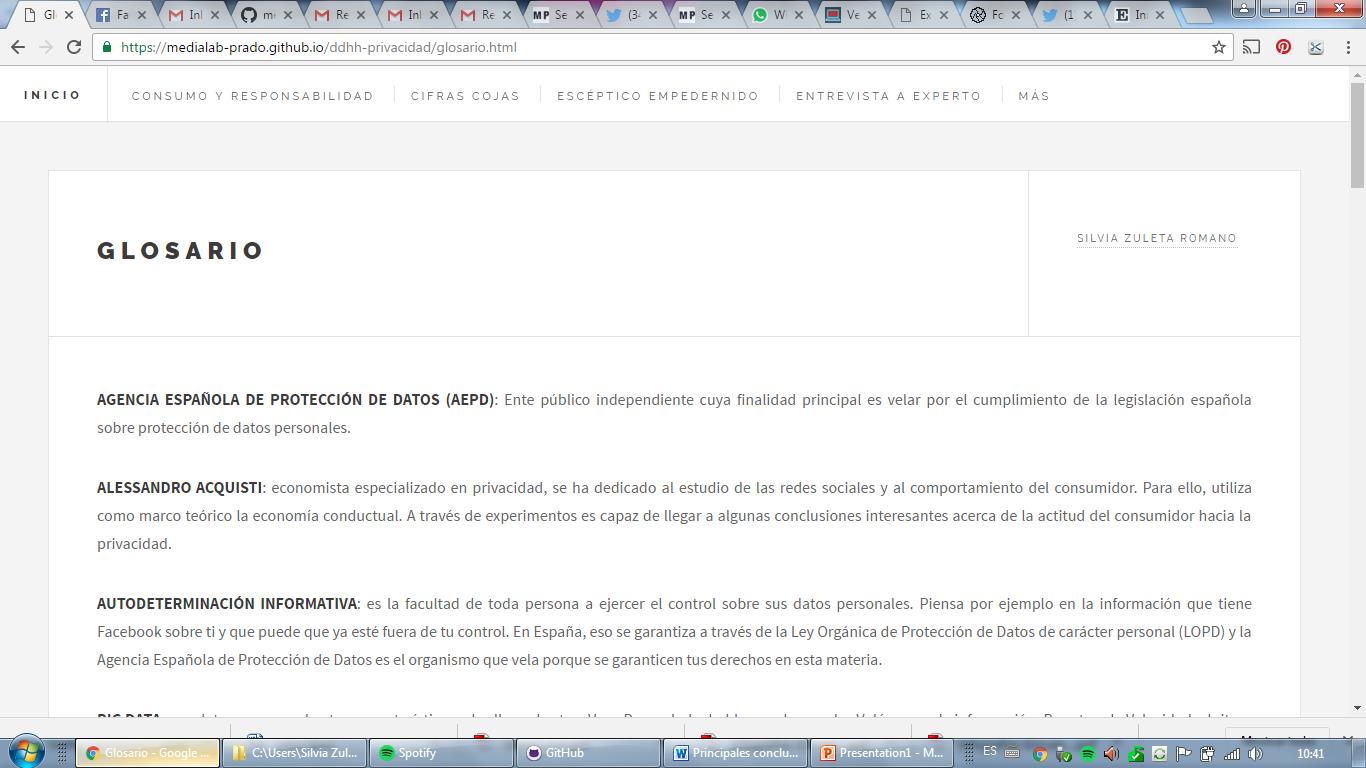 Glo
Fa
Inl
m
Re
Inl
Re
MP S
(3
MP Se
W
Ve
Ex
Fc
(1
E In
https://medialab-prado.github.io/ddhh-privacidad/glosario.html
INICIO
CONSUMO Y RESPONSABILIDAD
CIFRAS COJAS
ESCÉPTICO EMPEDERNIDO
ENTREVISTA A EXPERTO
MÁS
GLOSARIO
SILVIA ZULETA ROMANO
AGENCIA ESPAÑOLA DE PROTECCIÓN DE DATOS (AEPD): Ente público independiente cuya finalidad principal es velar por el cumplimiento de la legislación española
sobre protección de datos personales.
ALESSANDRO ACQUISTI: economista especializado en privacidad, se ha dedicado al estudio de las redes sociales y al comportamiento del consumidor. Para ello, utiliza
como marco teórico la economía conductual. A través de experimentos es capaz de llegar a algunas conclusiones interesantes acerca de la actitud del consumidor hacia la
privacidad.
AUTODETERMINACIÓN INFORMATIVA: es la facultad de toda persona a ejercer el control sobre sus datos personales. Piensa por ejemplo en la información que tiene
Facebook sobre ti y que puede que ya esté fuera de tu control. En España, eso se garantiza a través de la Ley Orgánica de Protección de Datos de carácter personal (LOPD) y la
Agencia Española de Protección de Datos es el organismo que vela porque se garanticen tus derechos en esta materia.
BIG DATA
Glosario - Google ...
C:\Users\Silvia Zul...
Spotify
GitHub
Principales conclu...
Presentation1 - M...
ES
10:41